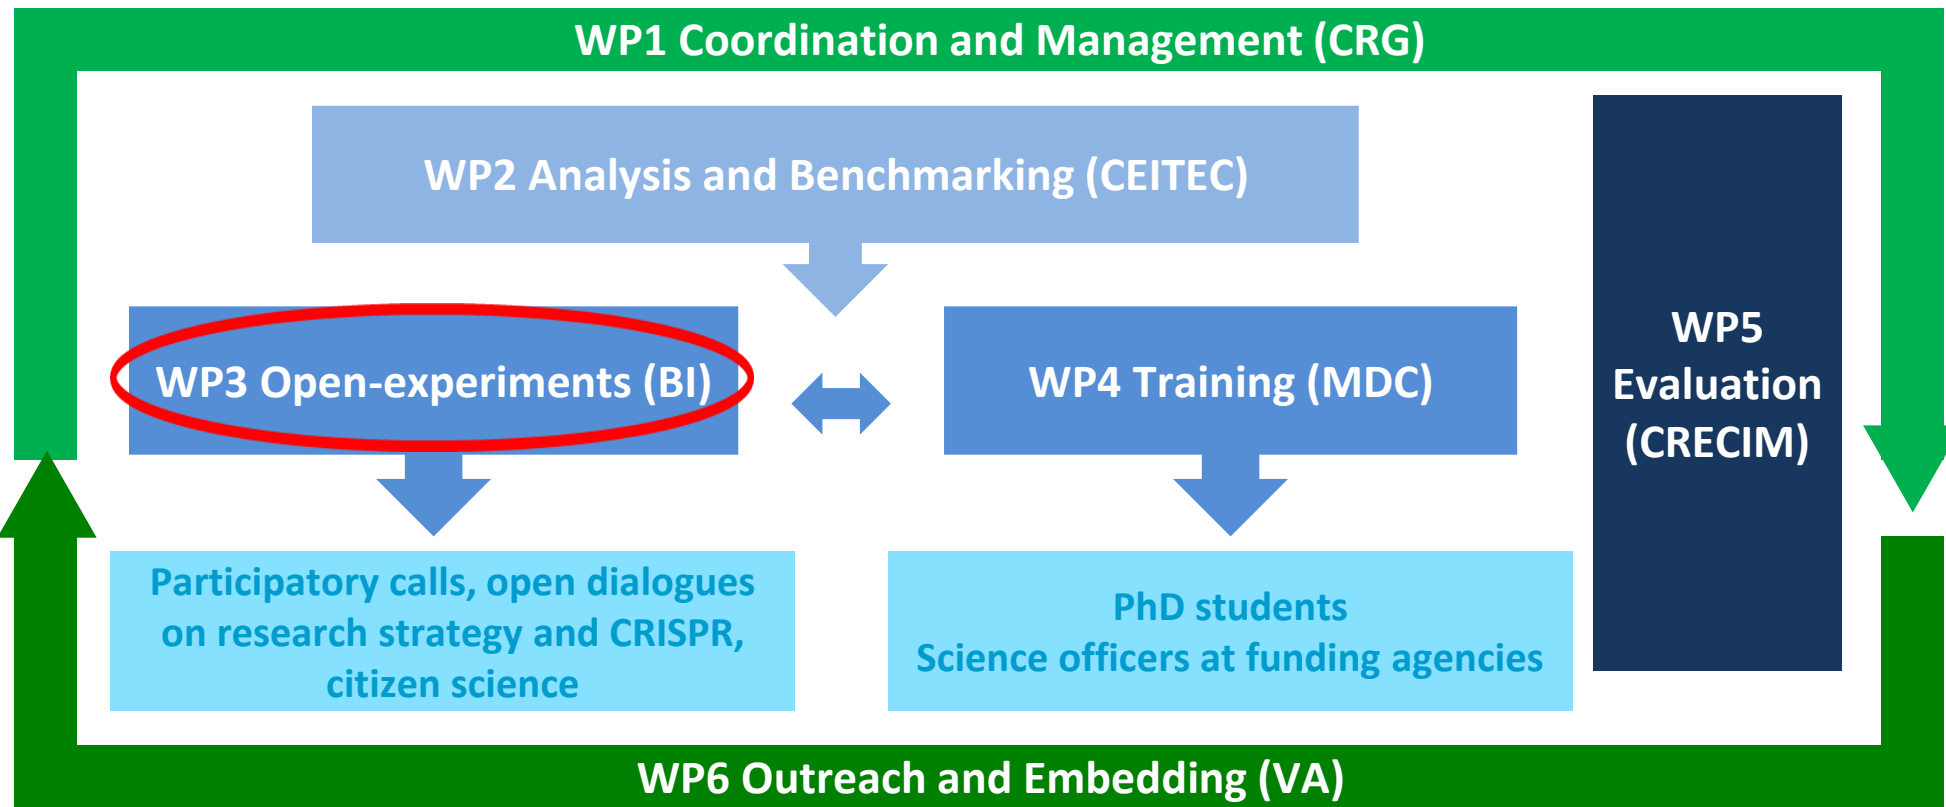 WP1 Coordination and Management (CRG)
WP2 Analysis and Benchmarking (CEITEC)
WP3 Open-experiments (BI)
WP4 Training (MDC)
WP5
Evaluation
(CRECIM)
Participatory calls, open dialogues
on research strategy and CRISPR,
citizen science
PhD students
Science officers at funding agencies
WP6 Outreach and Embedding (VA)